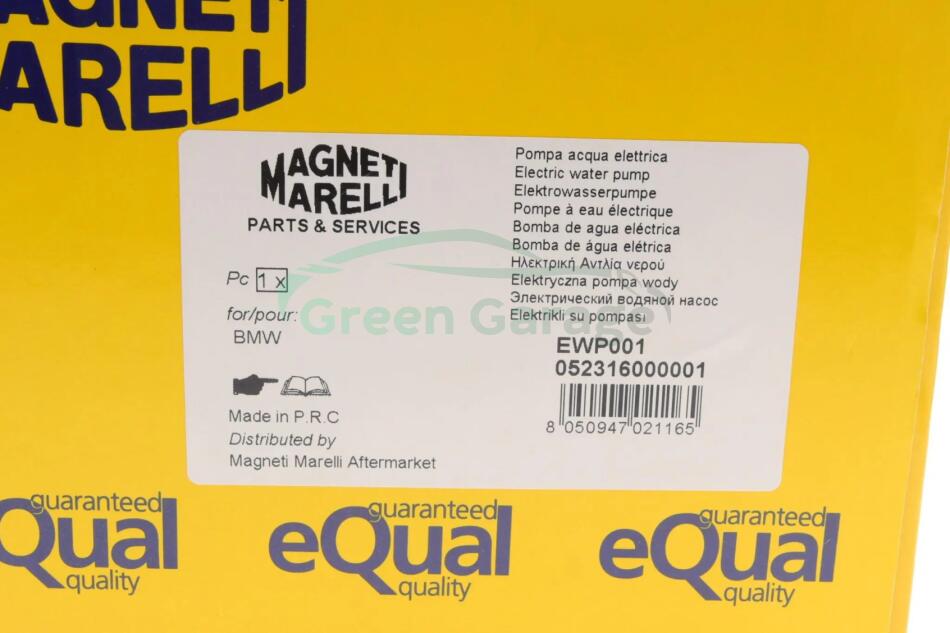 MAGNETI
MARELLI
MAGNETI
MARELLI
PARTS & SERVICES
Pc 1 x
for/pour:
BMW
Made in P.R.C
Distributed by
Magneti Marelli Aftermarket
Pompa acqua elettrica
Electric water pump
Elektrowasserpumpe
Pompe à eau électrique
Bomba de agua eléctrica
Bomba de água elétrica
Ηλεκτρική Αντλία νερού
Elektryczna pompa wody
Электрический водяной насос
Elektrikli su pompasi
EWP001
052316000001
8 050947 021165
Green Garage
guaranteed
eQual
quality
guaranteed
eQual
quality
guaranteed
eQual
quality